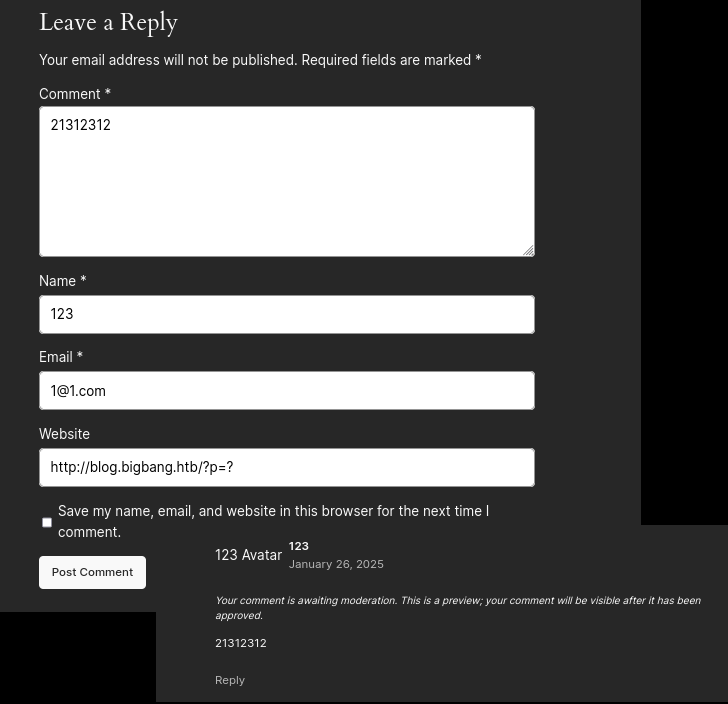 Leave a Reply
Your email address will not be published. Required fields are marked *
Comment *
21312312
Name *
123
Email *
1@1.com
Website
http://blog.bigbang.htb/?p=?
Save my name, email, and website in this browser for the next time I
comment.
Post Comment
123 Avatar
123
January 26, 2025
Your comment is awaiting moderation. This is a preview; your comment will be visible after it has been
approved.
21312312
Reply